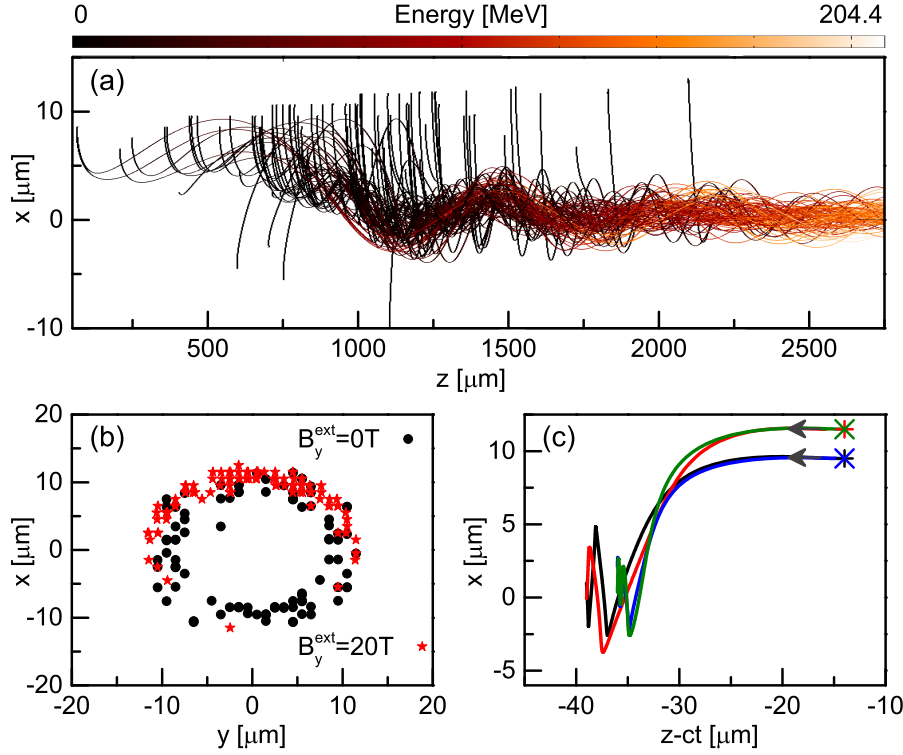 0 Energy [MeV] 204.4
(a)
10
0
-10
x [μm]
500 1000 1500 2000 2500
z [μm]
(b)
20
10
0
-10
-20
x [μm]
B_y^ext=0T
B_y^ext=20T
-20 -10 0 10 20
y [μm]
(c)
10
5
0
-5
x [μm]
-40 -30 -20 -10
z-ct [μm]